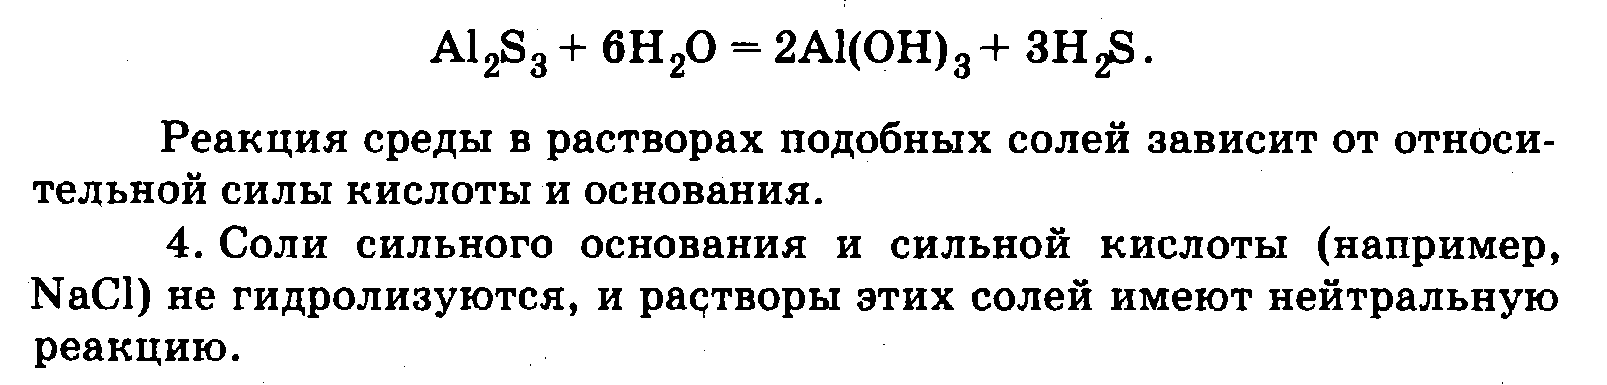 Al₂S₃ + 6H₂O = 2Al(OH)₃ + 3H₂S.
Реакция среды в растворах подобных солей зависит от относи-
тельной силы кислоты и основания.
4. Соли сильного основания и сильной кислоты (например,
NaCl) не гидролизуются, и растворы этих солей имеют нейтральную
реакцию.